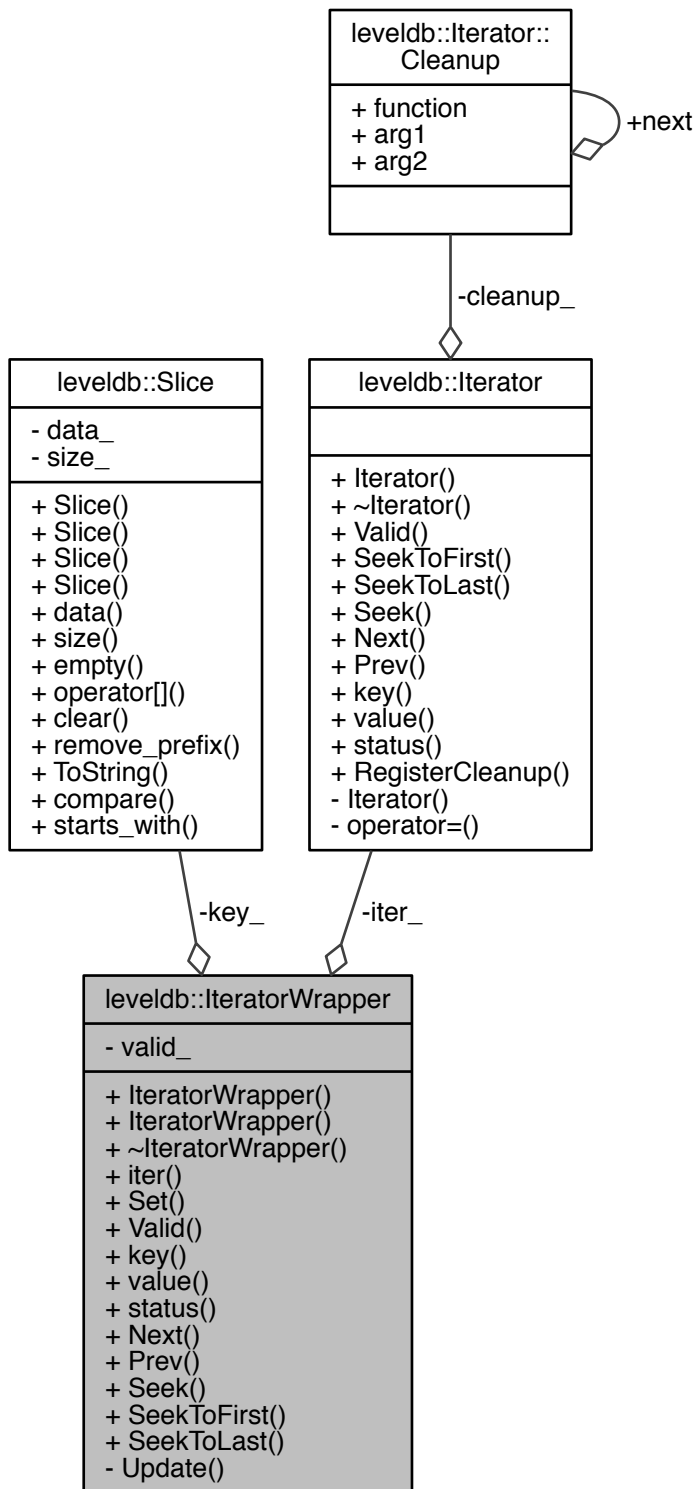 leveldb::Iterator::
Cleanup
+ function
+ arg1
+ arg2
+next
-cleanup_
leveldb::Slice
- data_
- size_
+ Slice()
+ Slice()
+ Slice()
+ Slice()
+ data()
+ size()
+ empty()
+ operator[]()
+ clear()
+ remove_prefix()
+ ToString()
+ compare()
+ starts_with()
leveldb::Iterator
+ Iterator()
+ ~Iterator()
+ Valid()
+ SeekToFirst()
+ SeekToLast()
+ Seek()
+ Next()
+ Prev()
+ key()
+ value()
+ status()
+ RegisterCleanup()
- Iterator()
- operator=()
-key_
-iter_
leveldb::IteratorWrapper
- valid_
+ IteratorWrapper()
+ IteratorWrapper()
+ ~IteratorWrapper()
+ iter()
+ Set()
+ Valid()
+ key()
+ value()
+ status()
+ Next()
+ Prev()
+ Seek()
+ SeekToFirst()
+ SeekToLast()
- Update()